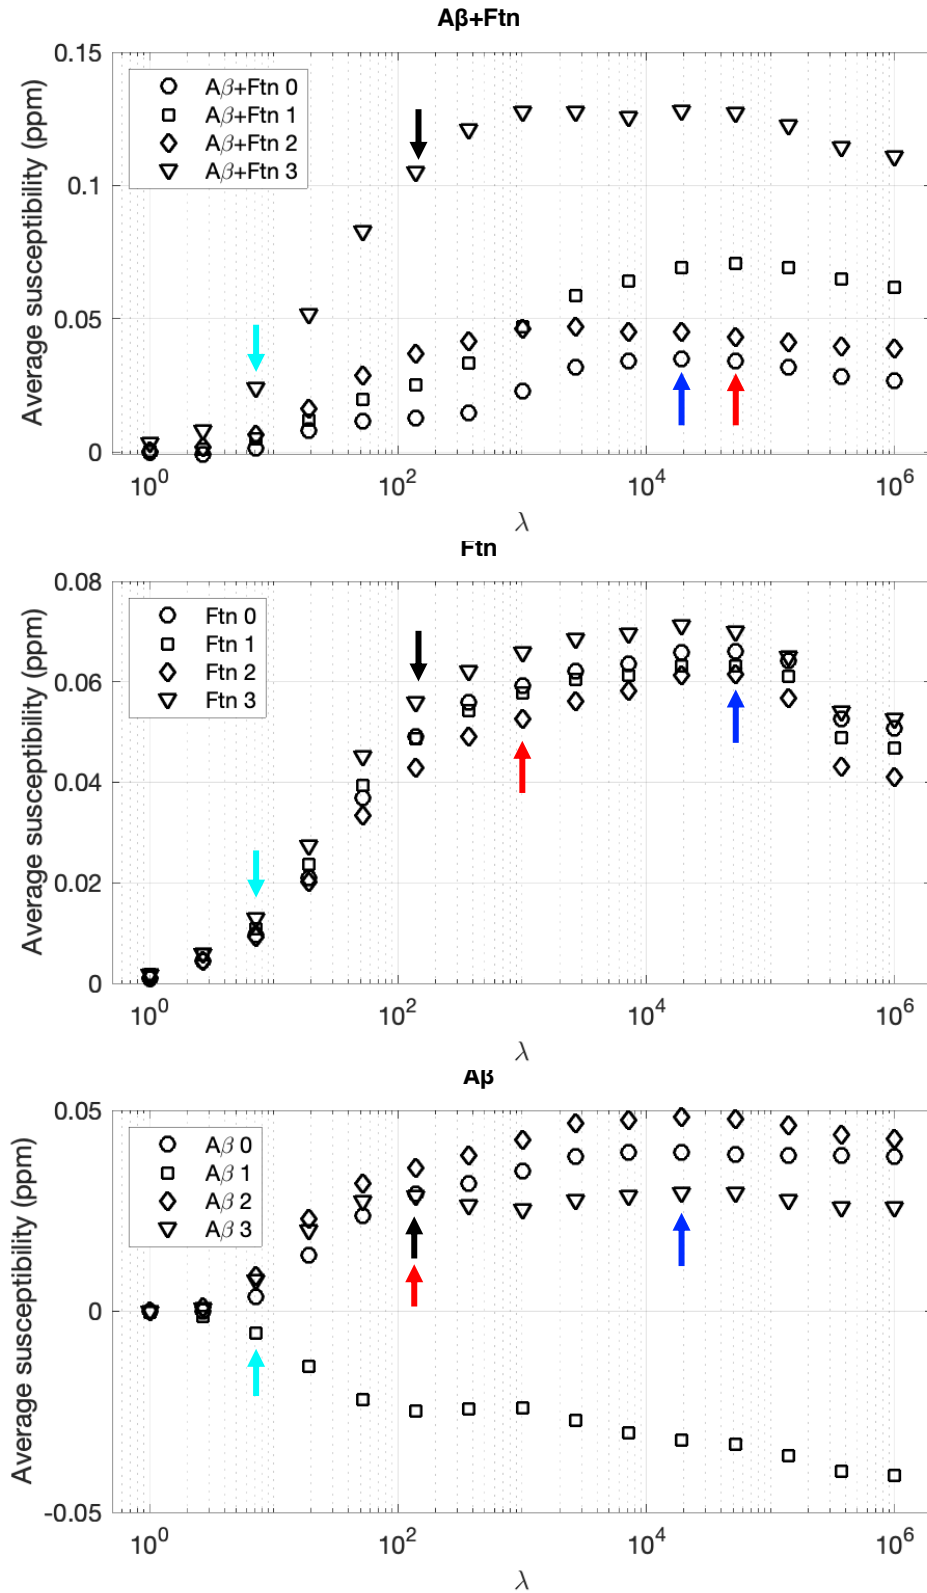 Aβ+Ftn
Average susceptibility (ppm)
0.15
0.1
0.05
0
Aβ+Ftn 0
Aβ+Ftn 1
Aβ+Ftn 2
Aβ+Ftn 3
10^0
10^2
10^4
10^6
λ
Ftn
Average susceptibility (ppm)
0.08
0.06
0.04
0.02
0
Ftn 0
Ftn 1
Ftn 2
Ftn 3
10^0
10^2
10^4
10^6
λ
Aβ
Average susceptibility (ppm)
0.05
0
-0.05
Aβ 0
Aβ 1
Aβ 2
Aβ 3
10^0
10^2
10^4
10^6
λ